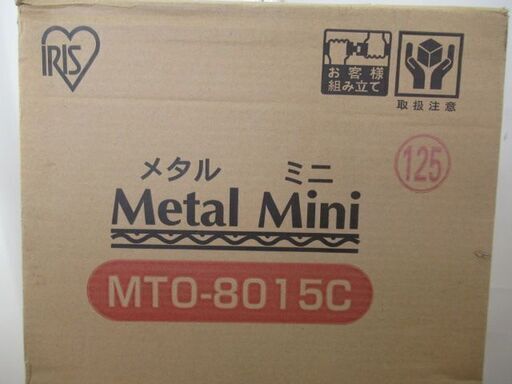 IRIS
お客様
組み立て
取扱注意
125
メタル ミニ
Metal Mini
MTO-8015C